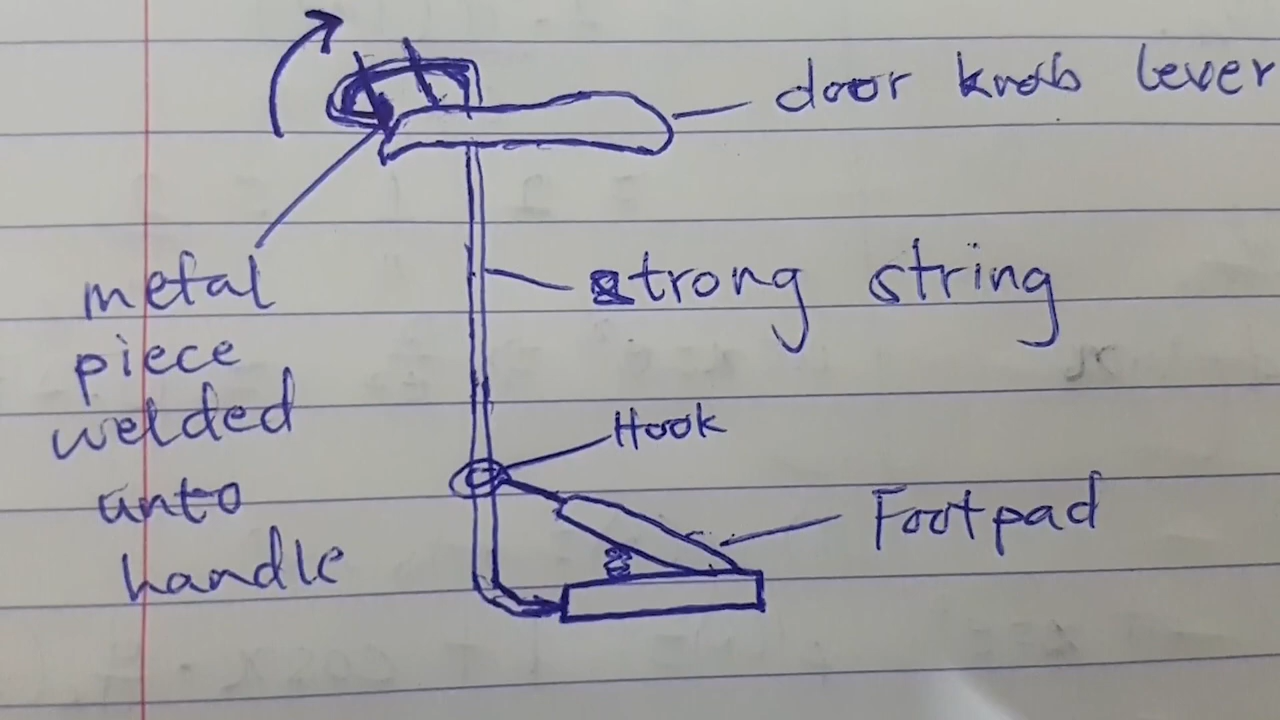 door knob lever
strong string
metal
piece
welded
unto
handle
Hook
Footpad